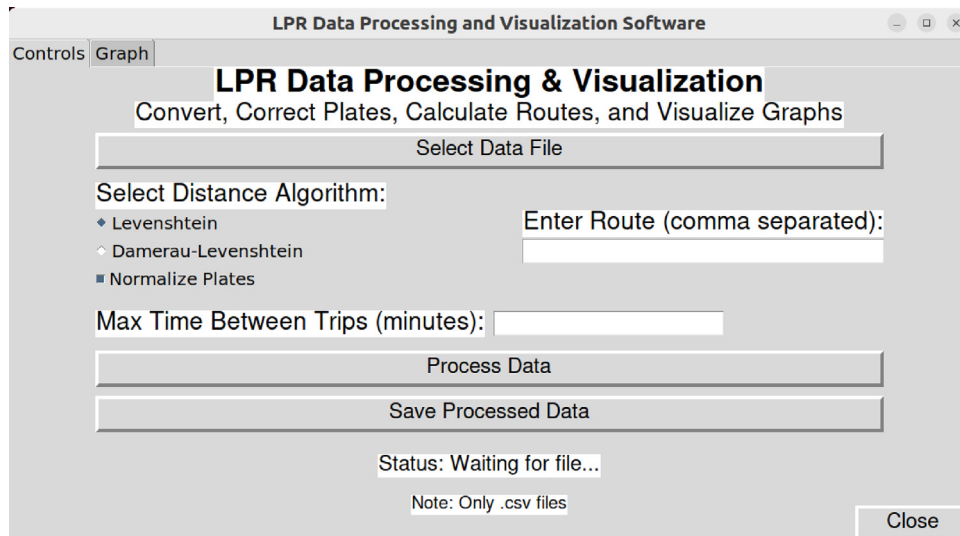 LPR Data Processing and Visualization Software
Controls Graph
LPR Data Processing & Visualization
Convert, Correct Plates, Calculate Routes, and Visualize Graphs
Select Data File
Select Distance Algorithm:
Levenshtein
Damerau-Levenshtein
Normalize Plates
Enter Route (comma separated):
Max Time Between Trips (minutes):
Process Data
Save Processed Data
Status: Waiting for file...
Note: Only .csv files
Close